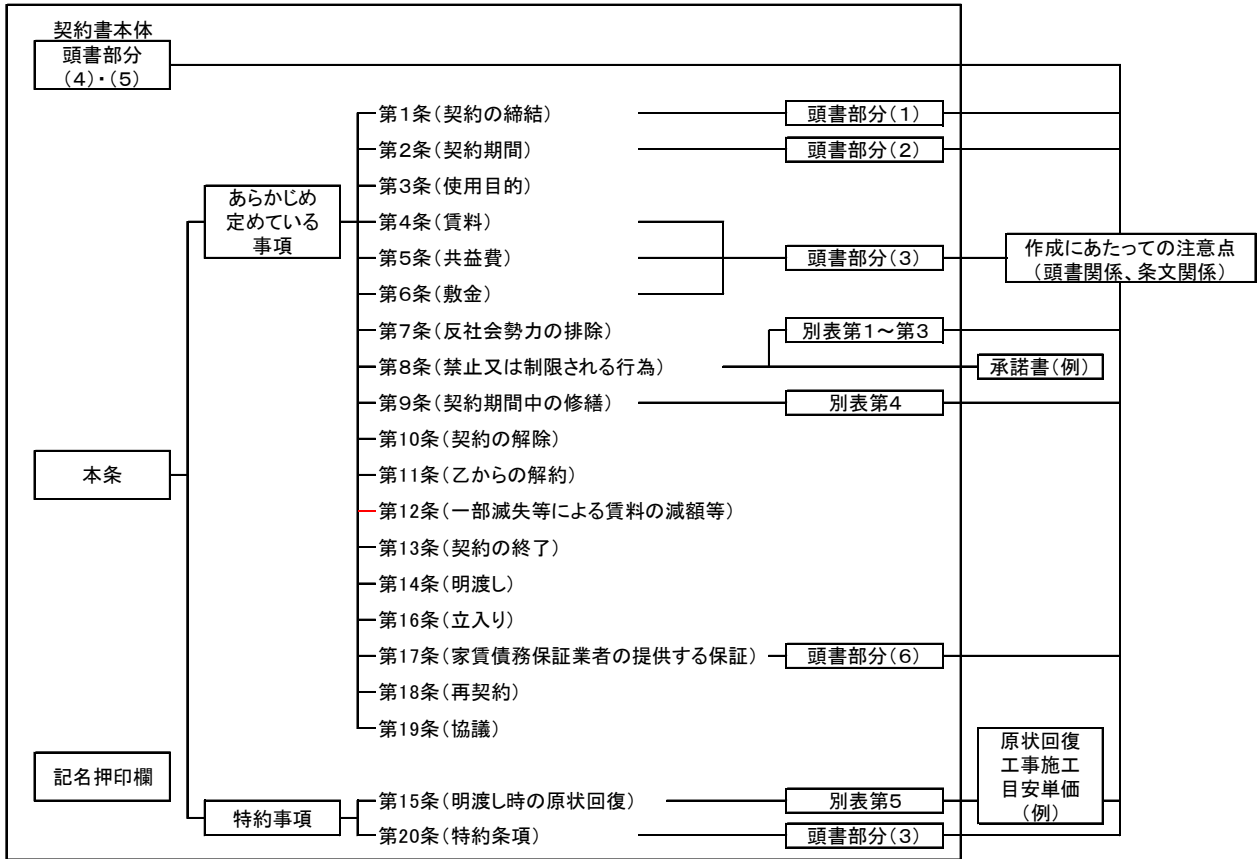 契約書本体
頭書部分
(4)・(5)
第1条(契約の締結)
頭書部分(1)
第2条(契約期間)
頭書部分(2)
あらかじめ
定めている
事項
第3条(使用目的)
第4条(賃料)
第5条(共益費)
頭書部分(3)
作成にあたっての注意点
(頭書関係、条文関係)
第6条(敷金)
第7条(反社会勢力の排除)
別表第1～第3
第8条(禁止又は制限される行為)
承諾書(例)
第9条(契約期間中の修繕)
別表第4
第10条(契約の解除)
本条
第11条(乙からの解約)
第12条(一部滅失等による賃料の減額等)
第13条(契約の終了)
第14条(明渡し)
第16条(立入り)
第17条(家賃債務保証業者の提供する保証)
頭書部分(6)
第18条(再契約)
第19条(協議)
記名押印欄
原状回復
工事施工
目安単価
(例)
特約事項
第15条(明渡し時の原状回復)
別表第5
第20条(特約条項)
頭書部分(3)